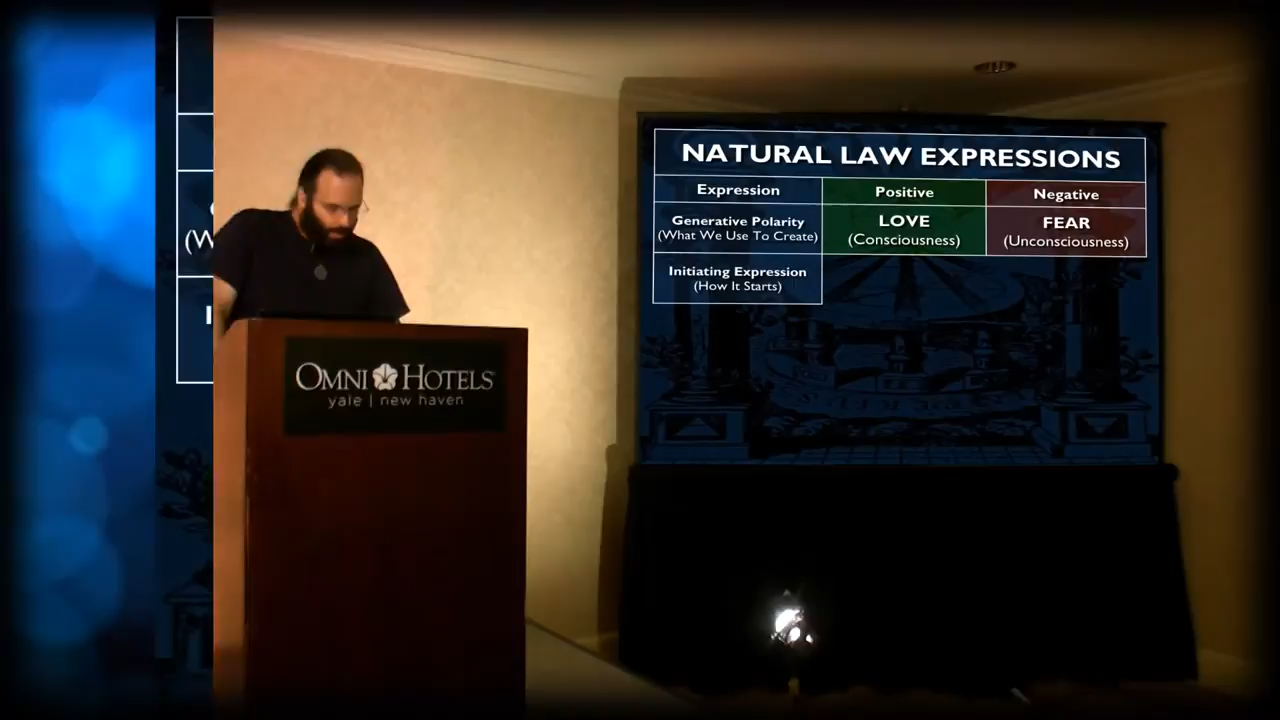 NATURAL LAW EXPRESSIONS
Expression
Positive
Negative
Generative Polarity
(What We Use To Create)
LOVE
(Consciousness)
FEAR
(Unconsciousness)
Initiating Expression
(How It Starts)
OMNI HOTELS
yale | new haven
(W
I